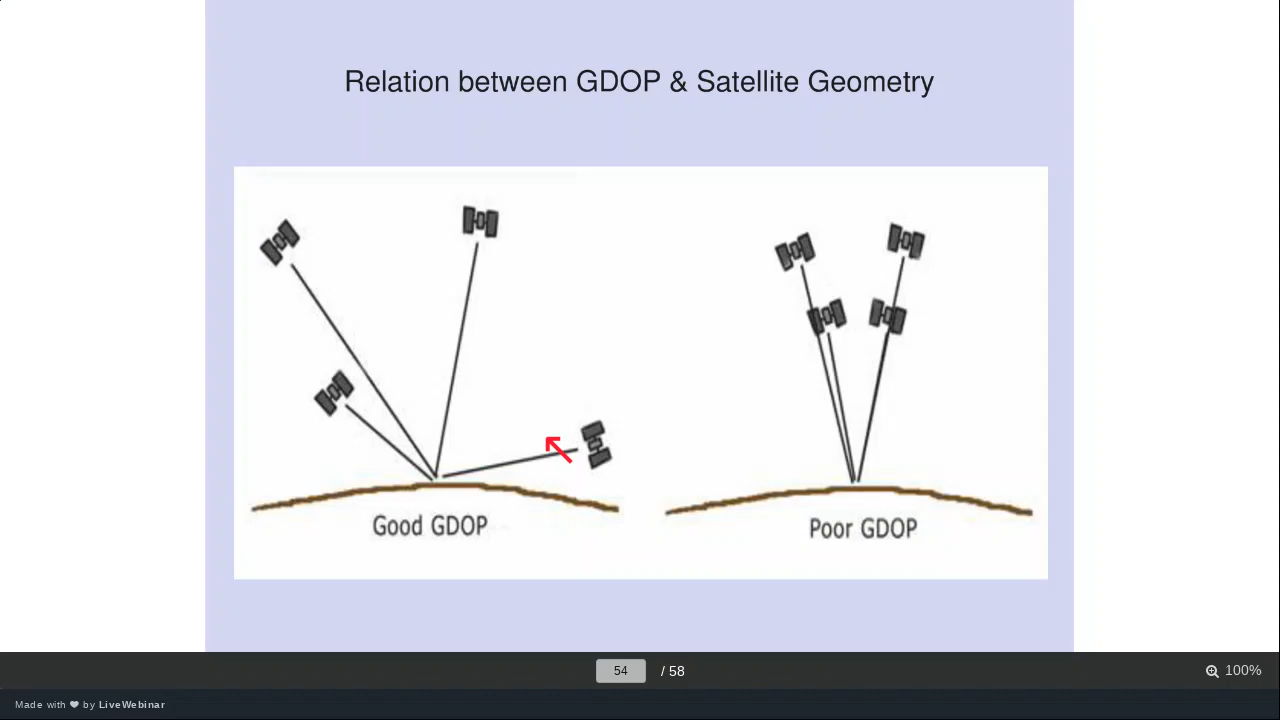 Relation between GDOP & Satellite Geometry
Good GDOP
Poor GDOP
54 / 58
100%
Made with ❤ by LiveWebinar